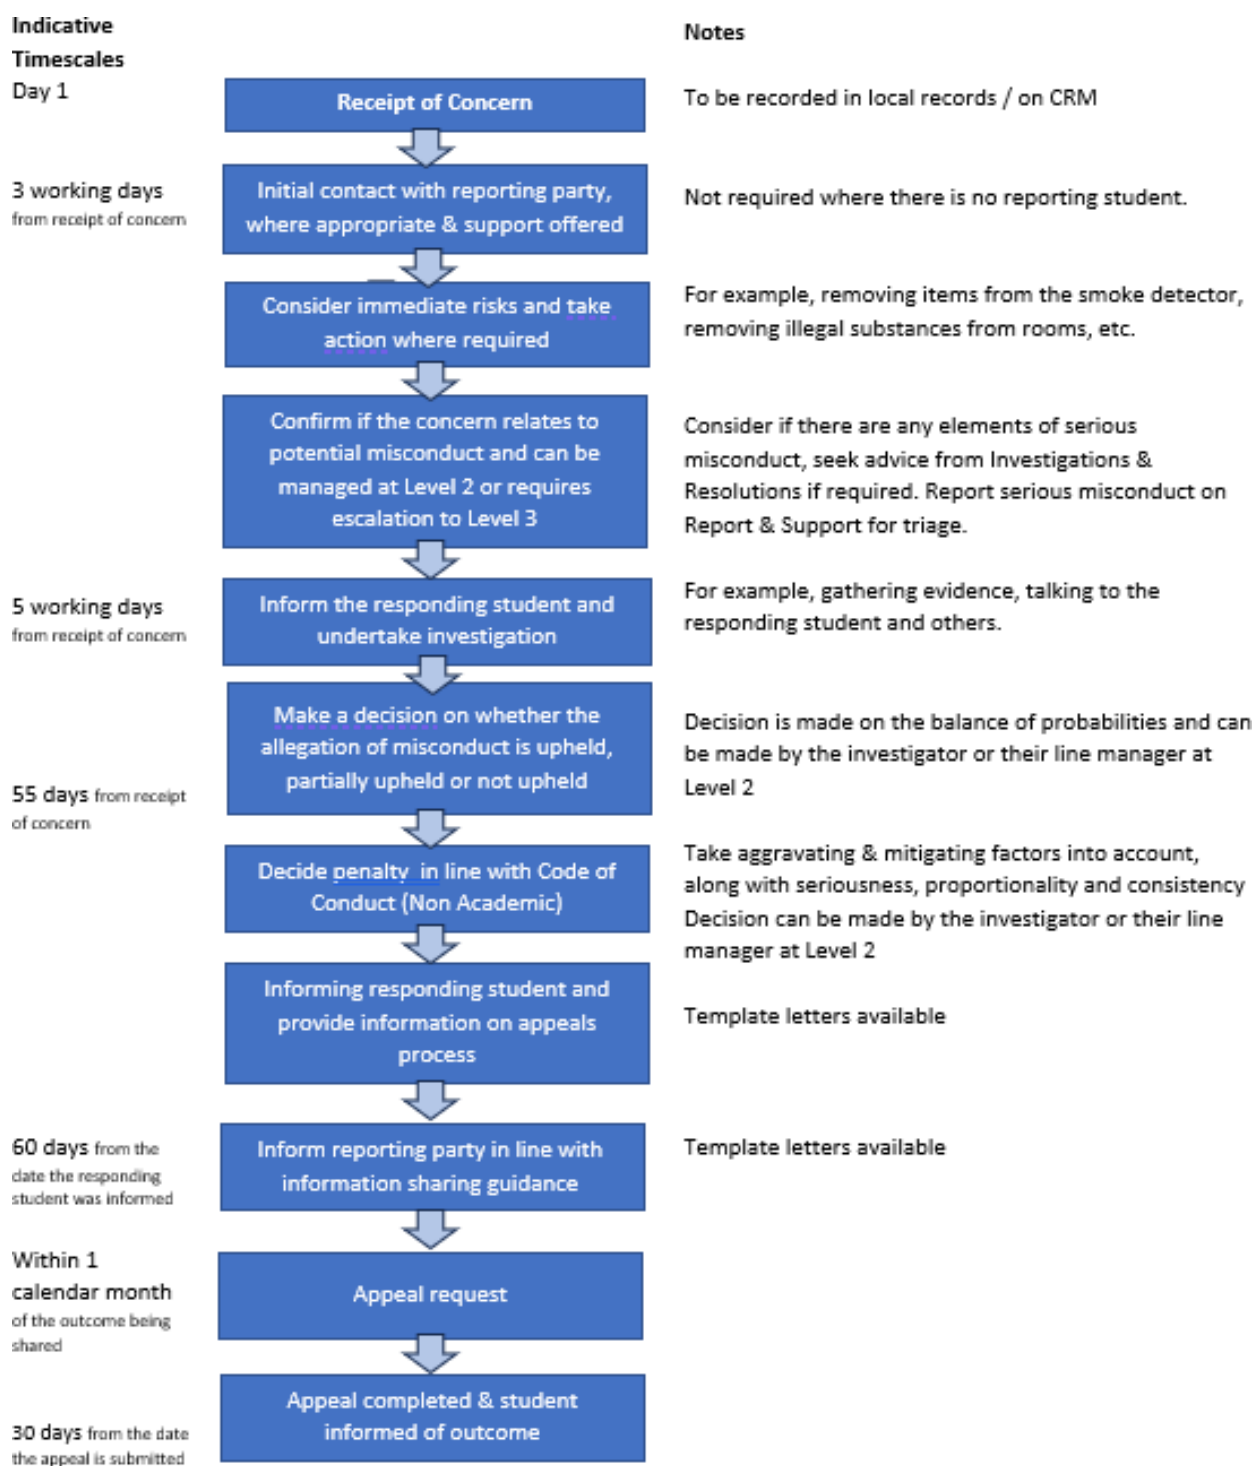 Indicative
Timescales
Notes
Day 1
Receipt of Concern
To be recorded in local records / on CRM
3 working days
from receipt of concern
Initial contact with reporting party,
where appropriate & support offered
Not required where there is no reporting student.
Consider immediate risks and take
action where required
For example, removing items from the smoke detector,
removing illegal substances from rooms, etc.
Confirm if the concern relates to
potential misconduct and can be
managed at Level 2 or requires
escalation to Level 3
Consider if there are any elements of serious
misconduct, seek advice from Investigations &
Resolutions if required. Report serious misconduct on
Report & Support for triage.
5 working days
from receipt of concern
Inform the responding student and
undertake investigation
For example, gathering evidence, talking to the
responding student and others.
Make a decision on whether the
allegation of misconduct is upheld,
partially upheld or not upheld
Decision is made on the balance of probabilities and can
be made by the investigator or their line manager at
Level 2
55 days from receipt
of concern
Decide penalty  in line with Code of
Conduct (Non Academic)
Take aggravating & mitigating factors into account,
along with seriousness, proportionality and consistency
Decision can be made by the investigator or their line
manager at Level 2
Informing responding student and
provide information on appeals
process
Template letters available
60 days from the
date the responding
student was informed
Inform reporting party in line with
information sharing guidance
Template letters available
Within 1
calendar month
of the outcome being
shared
Appeal request
Appeal completed & student
informed of outcome
30 days from the date
the appeal is submitted